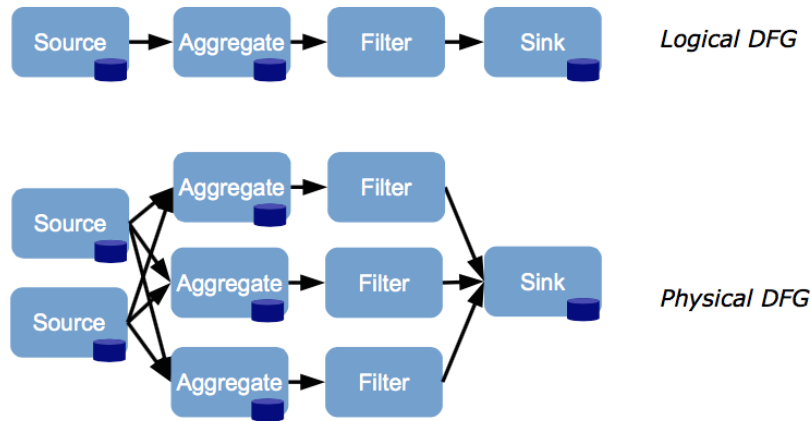 Source Aggregate Filter Sink Logical DFG
Aggregate Filter
Source
Aggregate Filter Sink Physical DFG
Source
Aggregate Filter